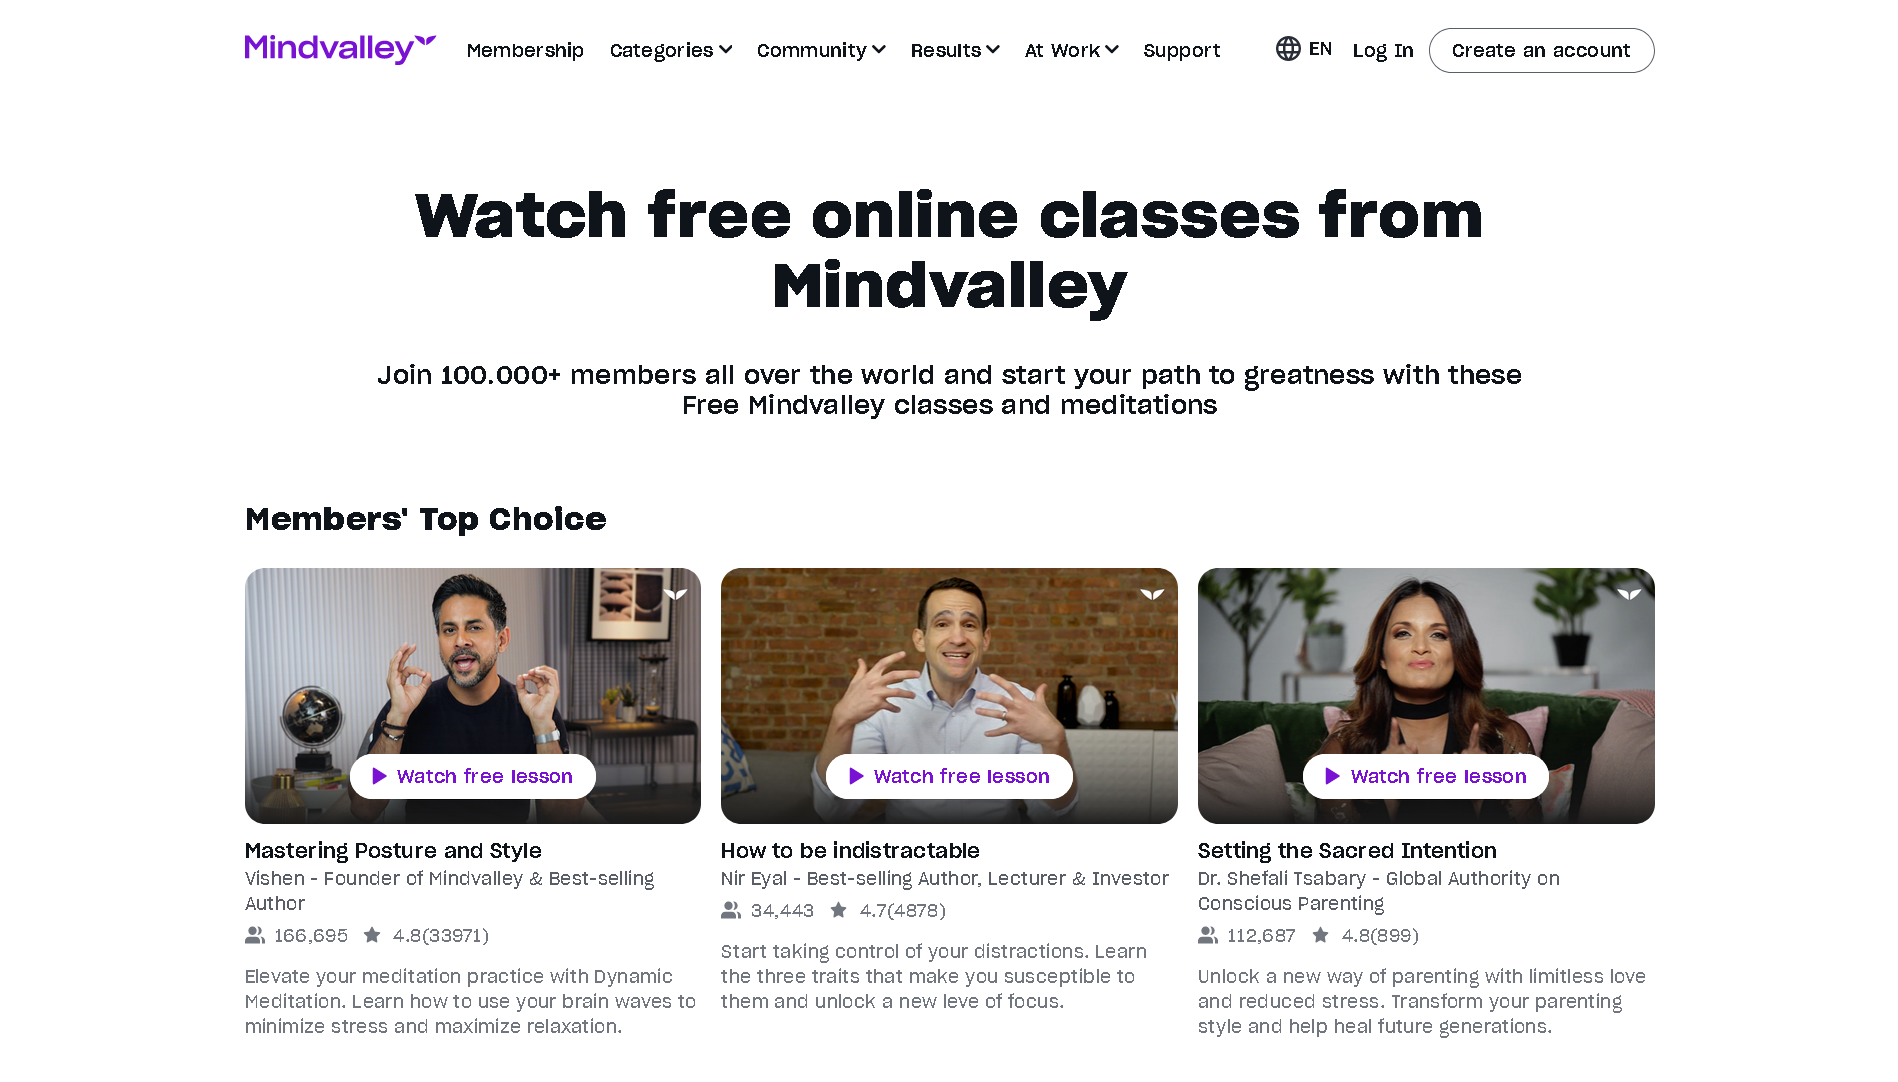 Mindvalley
Membership
Categories
Community
Results
At Work
Support
EN
Log In
Create an account
Watch free online classes from
Mindvalley
Join 100.000+ members all over the world and start your path to greatness with these
Free Mindvalley classes and meditations
Members' Top Choice
Watch free lesson
Mastering Posture and Style
Vishen - Founder of Mindvalley & Best-selling
Author
166,695 4.8(33971)
Elevate your meditation practice with Dynamic
Meditation. Learn how to use your brain waves to
minimize stress and maximize relaxation.
Watch free lesson
How to be indistractable
Nir Eyal - Best-selling Author, Lecturer & Investor
34,443 4.7(4878)
Start taking control of your distractions. Learn
the three traits that make you susceptible to
them and unlock a new leve of focus.
Watch free lesson
Setting the Sacred Intention
Dr. Shefali Tsabary - Global Authority on
Conscious Parenting
112,687 4.8(899)
Unlock a new way of parenting with limitless love
and reduced stress. Transform your parenting
style and help heal future generations.